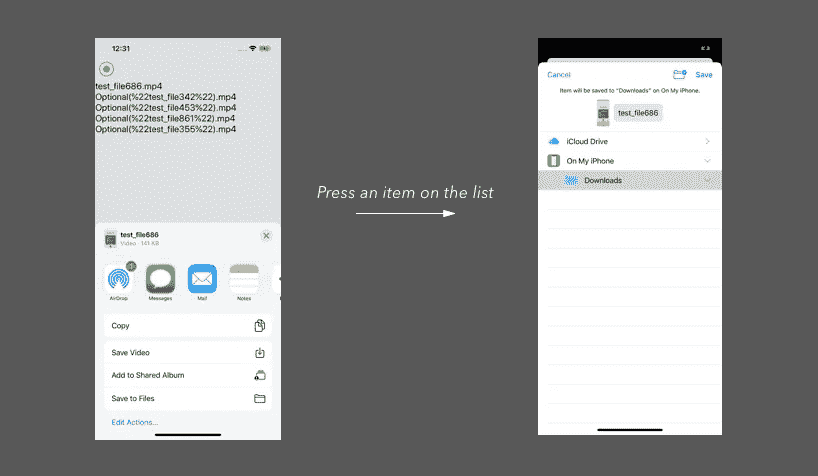 12:31
test_file686.mp4
Optional(%22test_file342%22).mp4
Optional(%22test_file453%22).mp4
Optional(%22test_file861%22).mp4
Optional(%22test_file355%22).mp4
test_file686
Video · 141 KB
AirDrop
Messages
Mail
Notes
Copy
Save Video
Add to Shared Album
Save to Files
Edit Actions...
Press an item on the list
Cancel
Save
Item will be saved to “Downloads” on On My iPhone.
test_file686
iCloud Drive
On My iPhone
Downloads